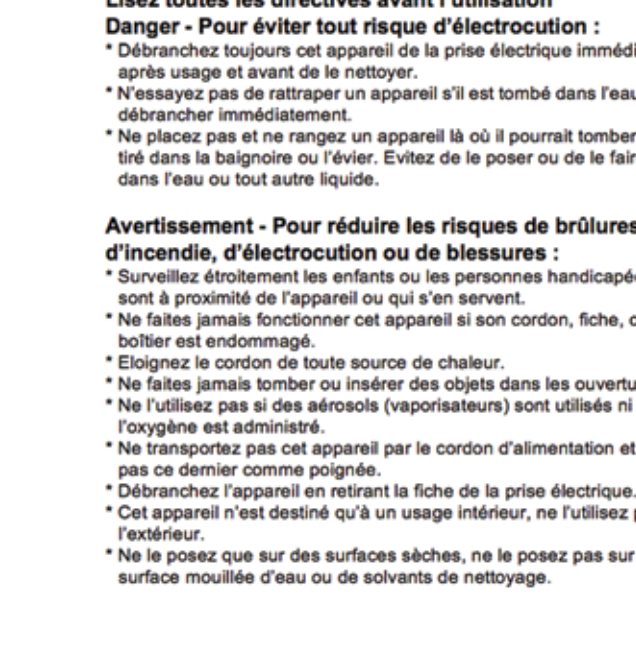 Lisez toutes les directives avant l'utilisation
Danger - Pour éviter tout risque d'électrocution :
* Débranchez toujours cet appareil de la prise électrique immédi
après usage et avant de le nettoyer.
* N'essayez pas de rattraper un appareil s'il est tombé dans l'eau
débrancher immédiatement.
* Ne placez pas et ne rangez un appareil là où il pourrait tomber
tiré dans la baignoire ou l'évier. Evitez de le poser ou de le fair
dans l'eau ou tout autre liquide.
Avertissement - Pour réduire les risques de brûlures
d'incendie, d'électrocution ou de blessures :
* Surveillez étroitement les enfants ou les personnes handicapé
sont à proximité de l'appareil ou qui s'en servent.
* Ne faites jamais fonctionner cet appareil si son cordon, fiche,
boîtier est endommagé.
* Eloignez le cordon de toute source de chaleur.
* Ne faites jamais tomber ou insérer des objets dans les ouvertu
* Ne l'utilisez pas si des aérosols (vaporisateurs) sont utilisés ni
l'oxygène est administré.
* Ne transportez pas cet appareil par le cordon d'alimentation et
pas ce dernier comme poignée.
* Débranchez l'appareil en retirant la fiche de la prise électrique.
* Cet appareil n'est destiné qu'à un usage intérieur, ne l'utilisez
l'extérieur.
* Ne le posez que sur des surfaces sèches, ne le posez pas sur
surface mouillée d'eau ou de solvants de nettoyage.